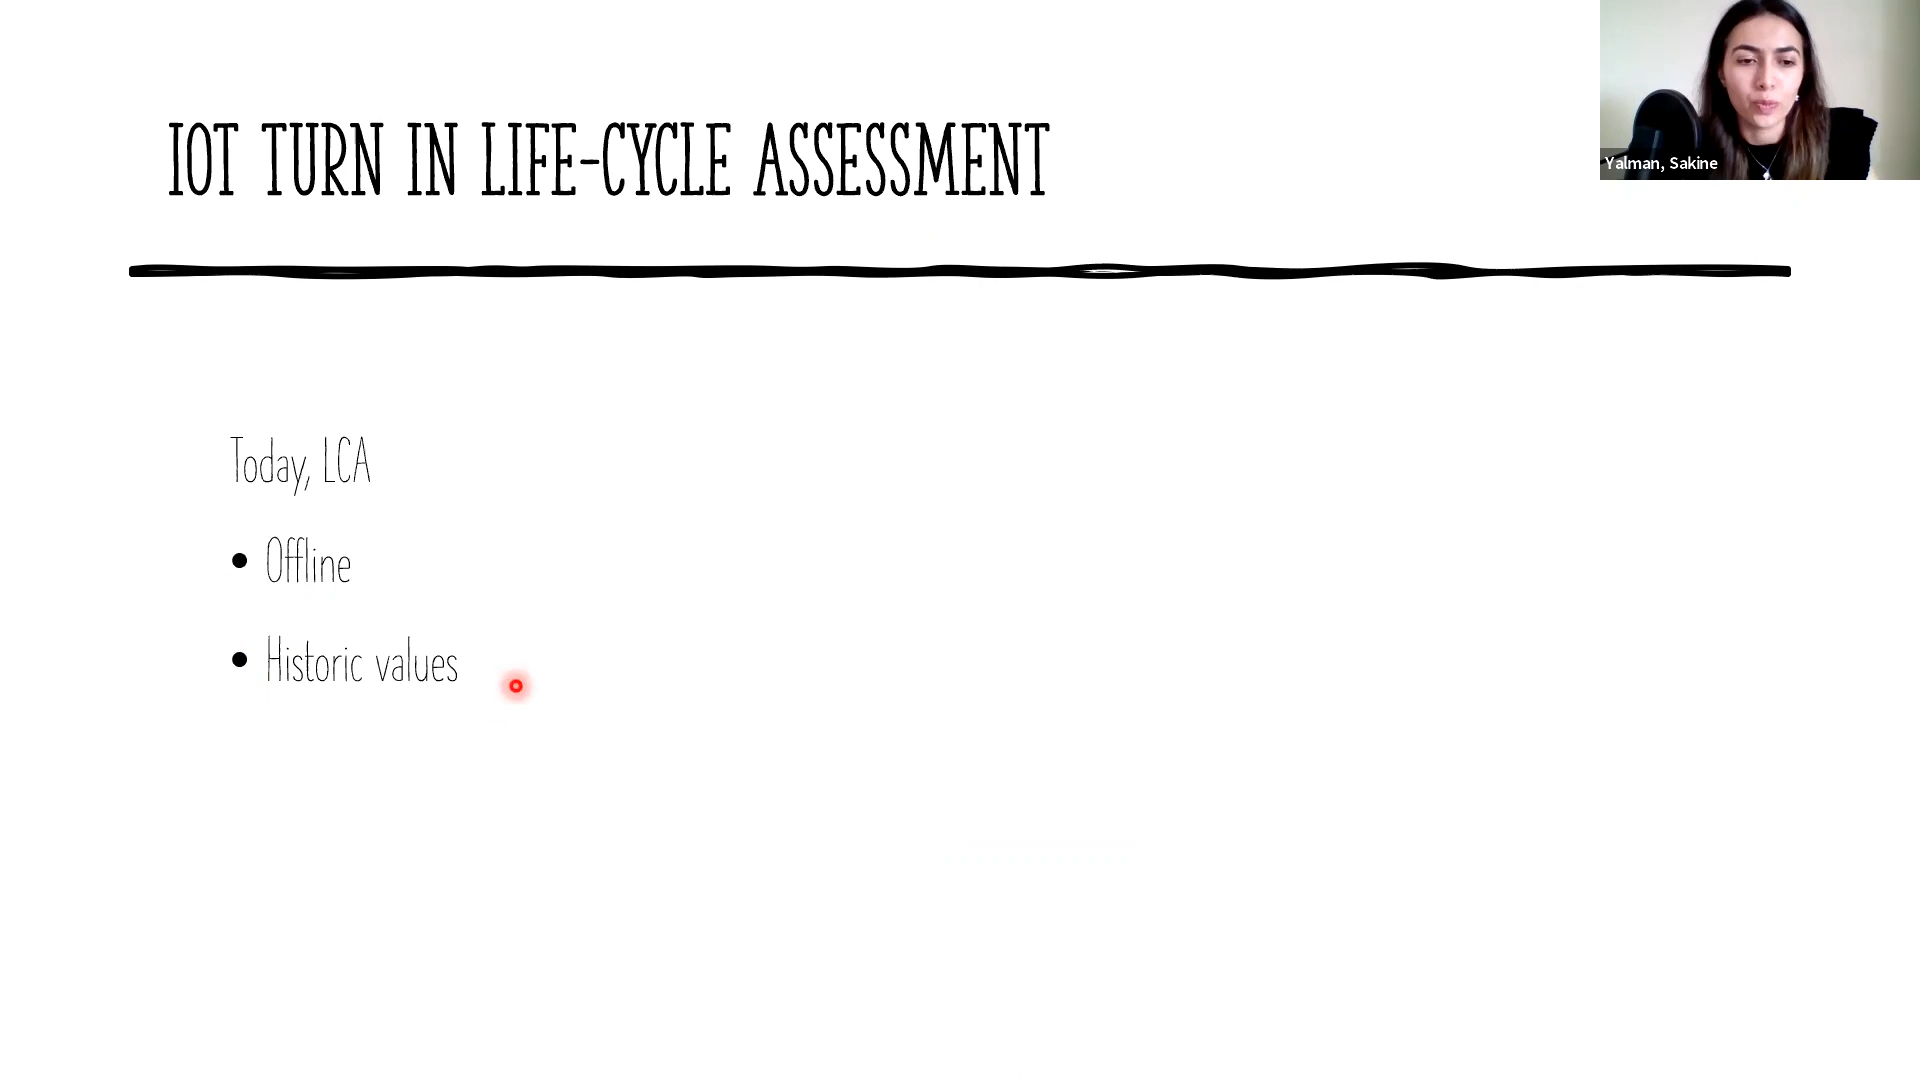 IOT TURN IN LIFE-CYCLE ASSESSMENT
Yalman, Sakine
Today, LCA
• Offline
• Historic values